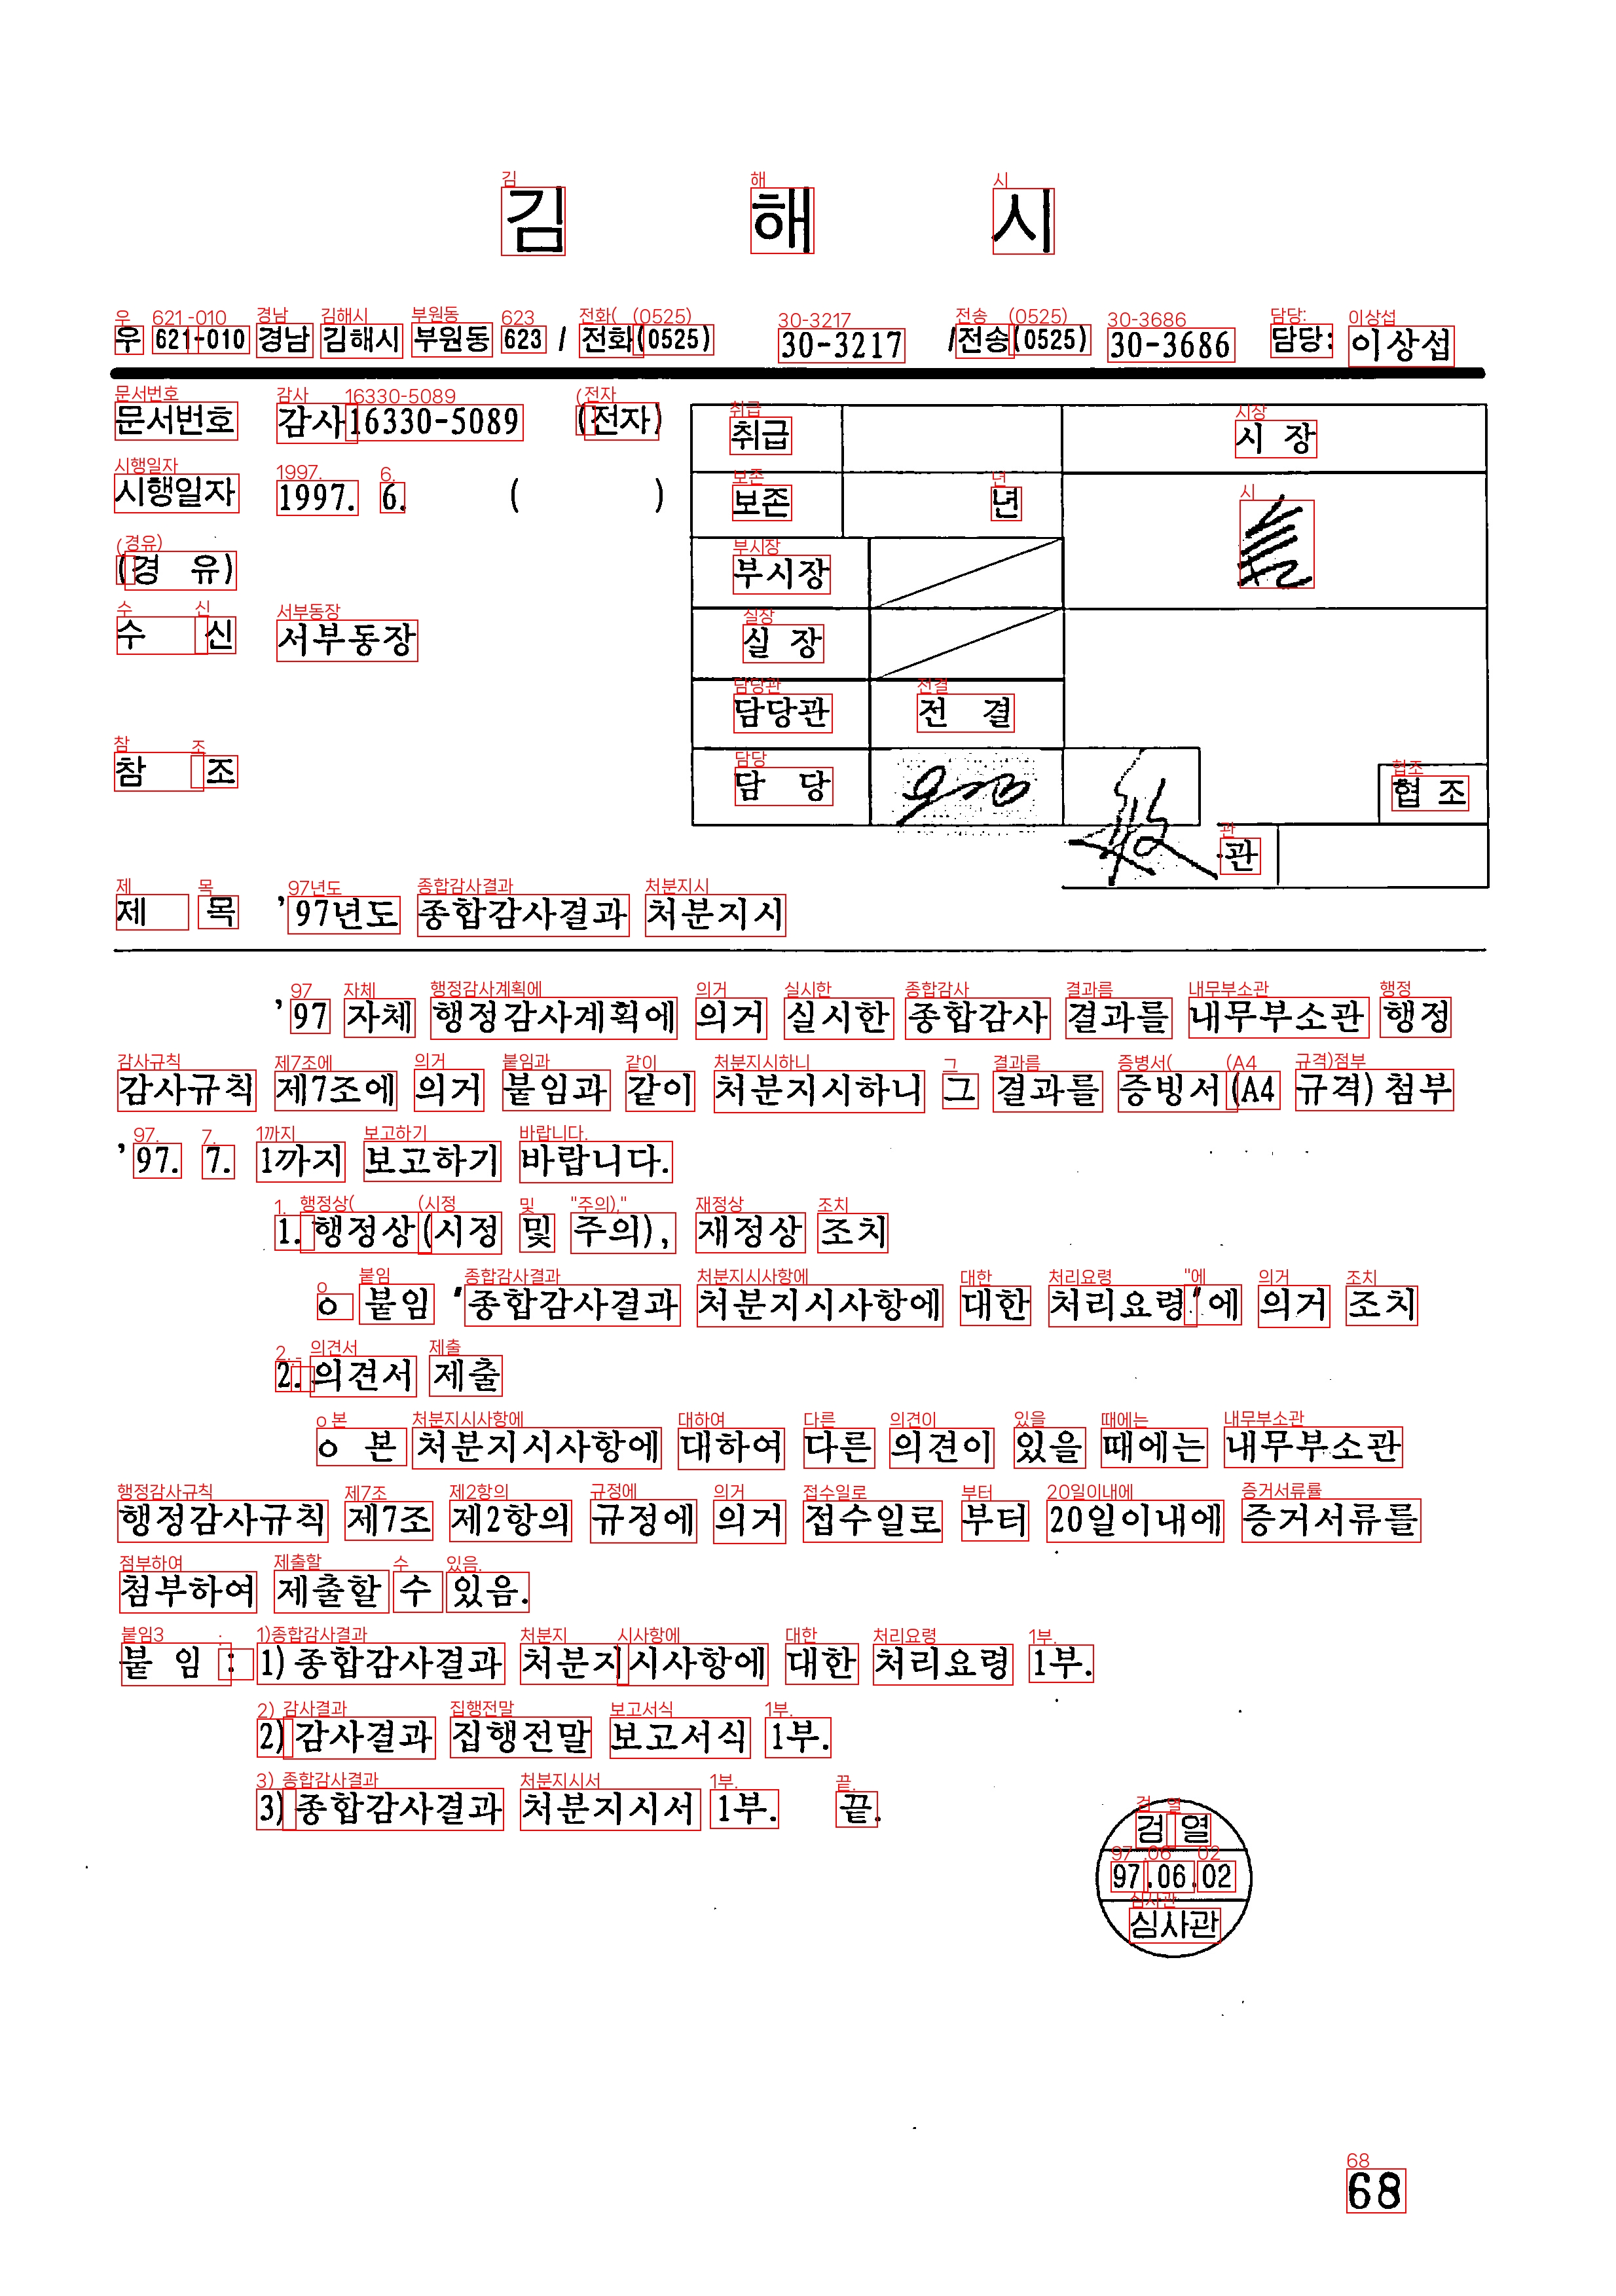 김 해 시
우 621-010 경남 김해시 부원동 623 / 전화(0525) 30-3217 /전송(0525) 30-3686 담당: 이상섭
문서번호 감사16330-5089 (전자)
시행일자 1997. 6. ( )
(경 유)
수 신 서부동장
참 조
취급 시 장
보존 년
부시장
실 장
담당관 전 결
담 당 협 조
관
제 목 '97년도 종합감사결과 처분지시
'97 자체 행정감사계획에 의거 실시한 종합감사 결과를 내무부소관 행정
감사규칙 제7조에 의거 붙임과 같이 처분지시하니 그 결과를 증빙서(A4 규격) 첨부
'97. 7. 1까지 보고하기 바랍니다.
1. 행정상(시정 및 주의), 재정상 조치
o 붙임 "종합감사결과 처분지시사항에 대한 처리요령"에 의거 조치
2. 의견서 제출
o 본 처분지시사항에 대하여 다른 의견이 있을 때에는 내무부소관
행정감사규칙 제7조 제2항의 규정에 의거 접수일로 부터 20일이내에 증거서류를
첨부하여 제출할 수 있음.
붙 임 : 1) 종합감사결과 처분지시사항에 대한 처리요령 1부.
2) 감사결과 집행전말 보고서식 1부.
3) 종합감사결과 처분지시서 1부. 끝.
검 열
97.06.02
심사관
68